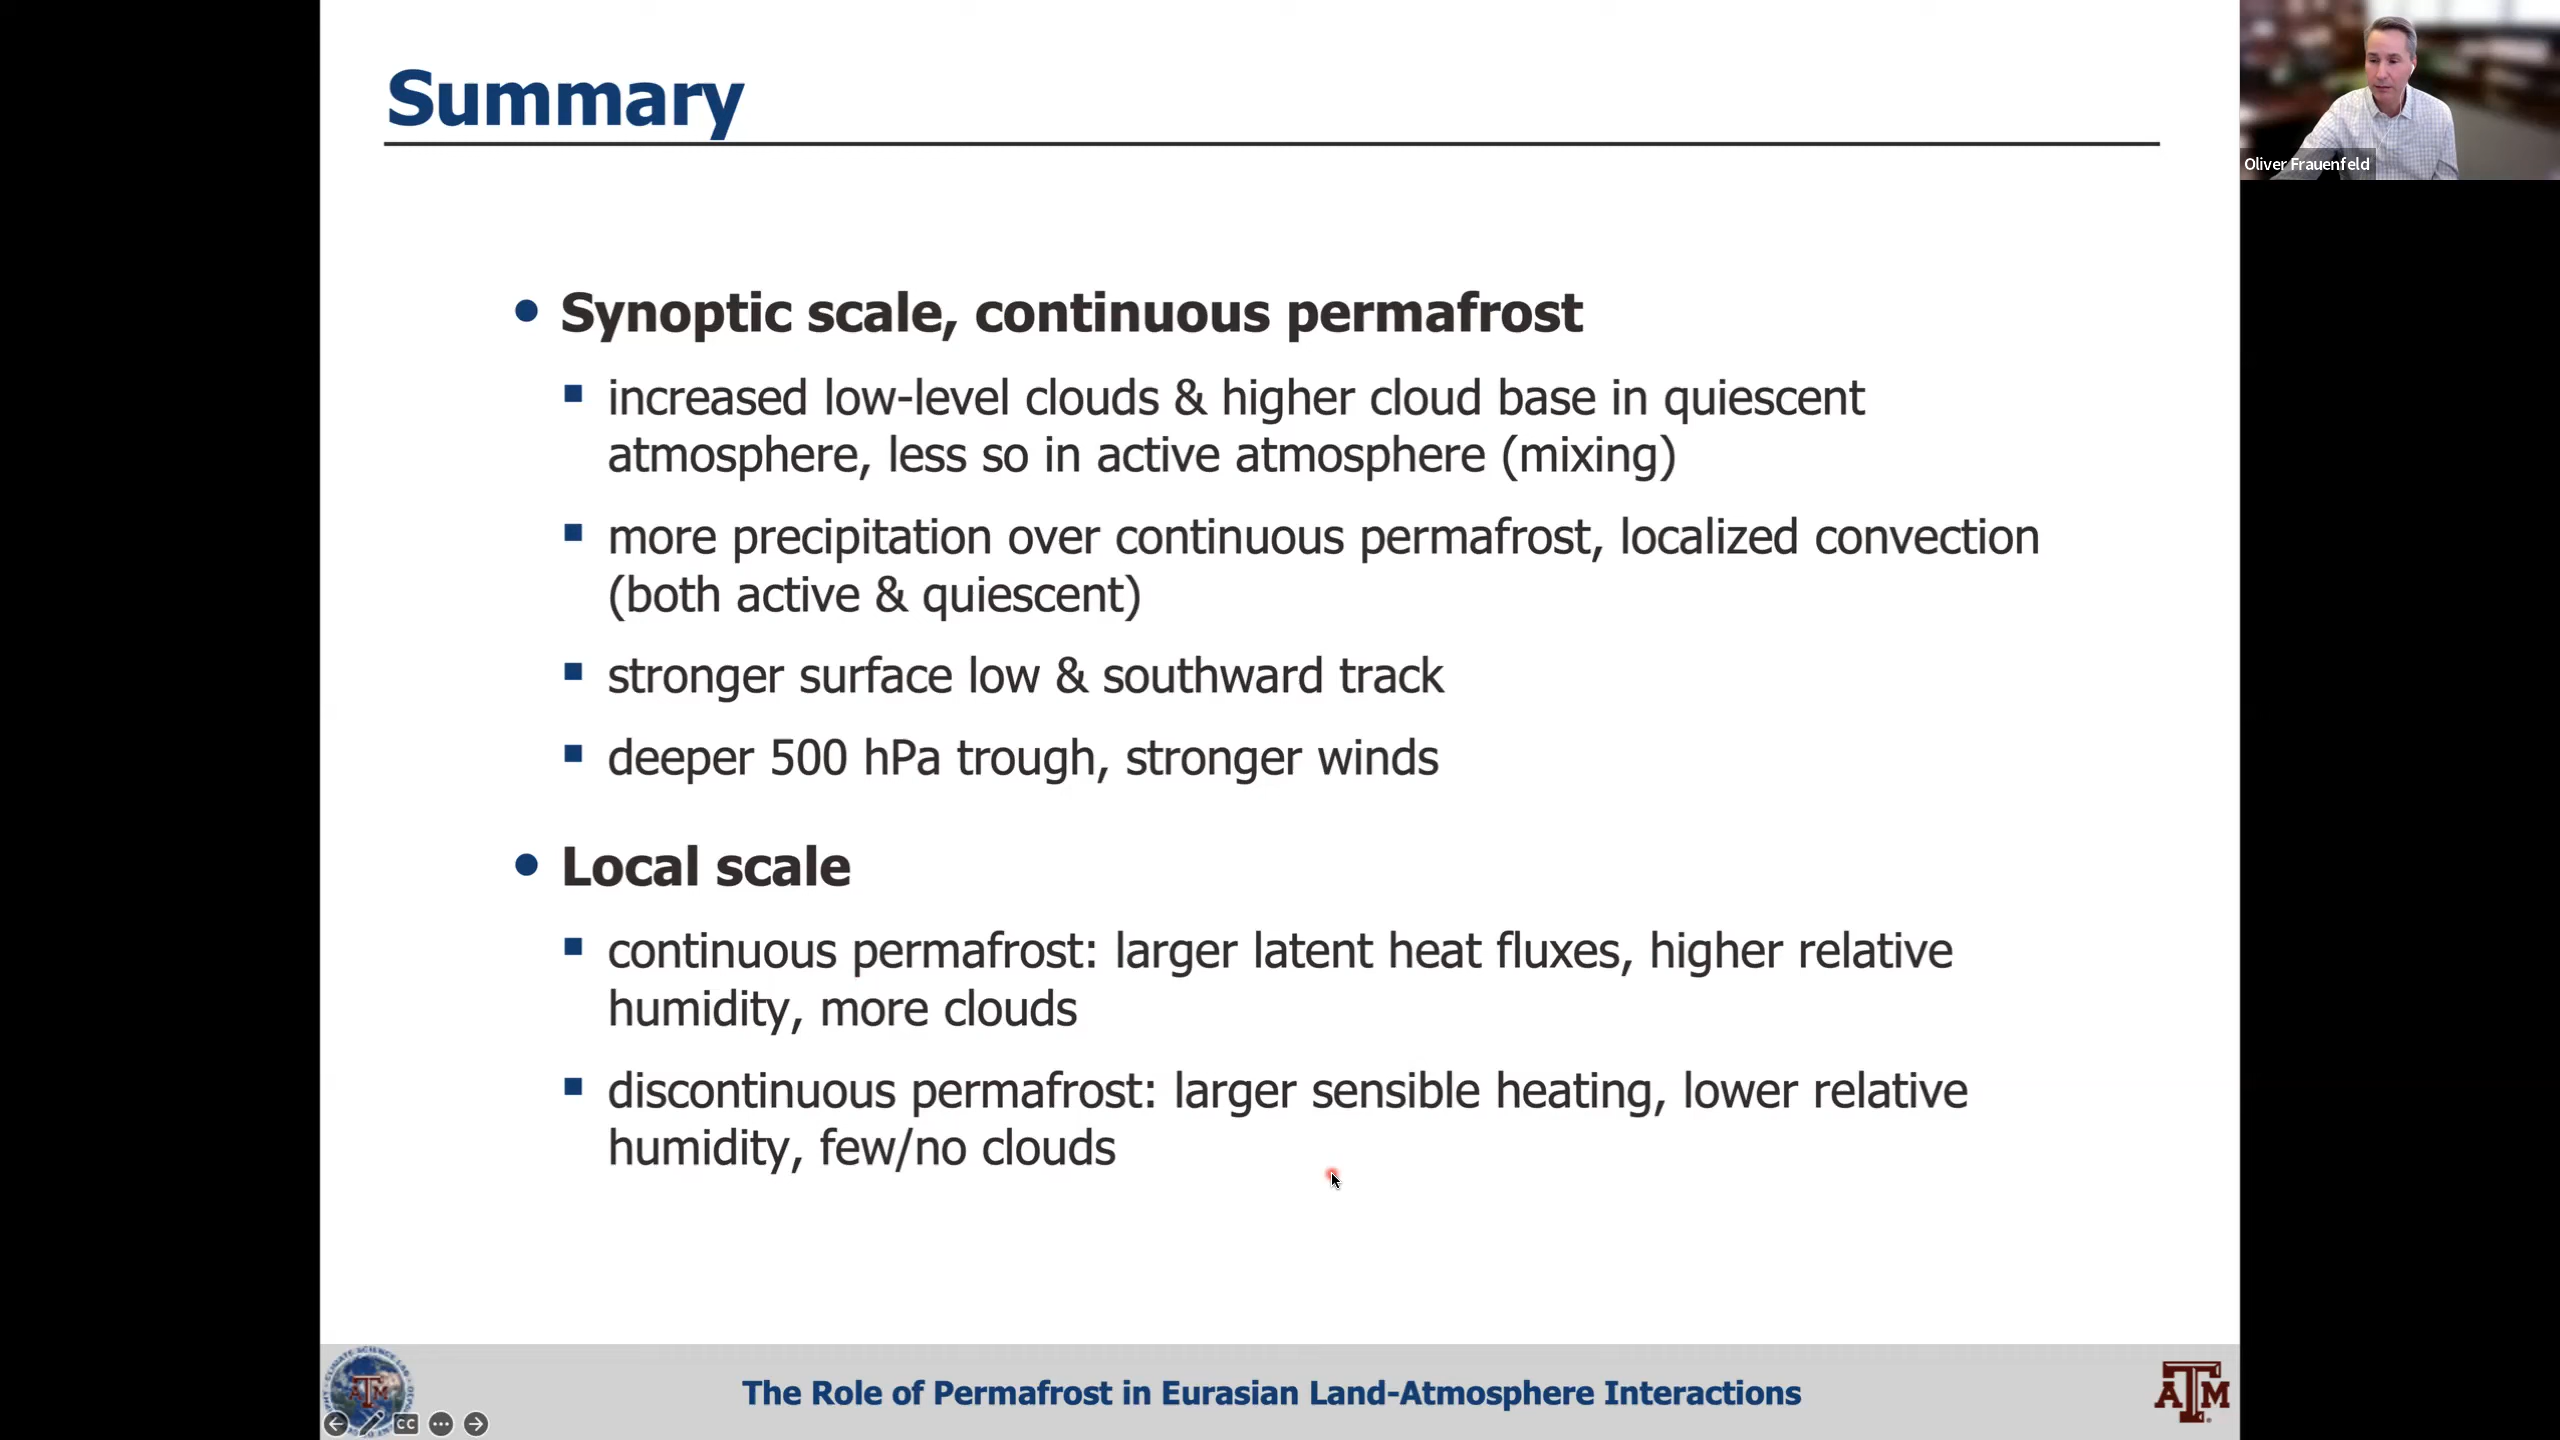 Summary
Oliver Frauenfeld
Synoptic scale, continuous permafrost
increased low-level clouds & higher cloud base in quiescent
atmosphere, less so in active atmosphere (mixing)
more precipitation over continuous permafrost, localized convection
(both active & quiescent)
stronger surface low & southward track
deeper 500 hPa trough, stronger winds
Local scale
continuous permafrost: larger latent heat fluxes, higher relative
humidity, more clouds
discontinuous permafrost: larger sensible heating, lower relative
humidity, few/no clouds
The Role of Permafrost in Eurasian Land-Atmosphere Interactions
ATM
ATM
CC